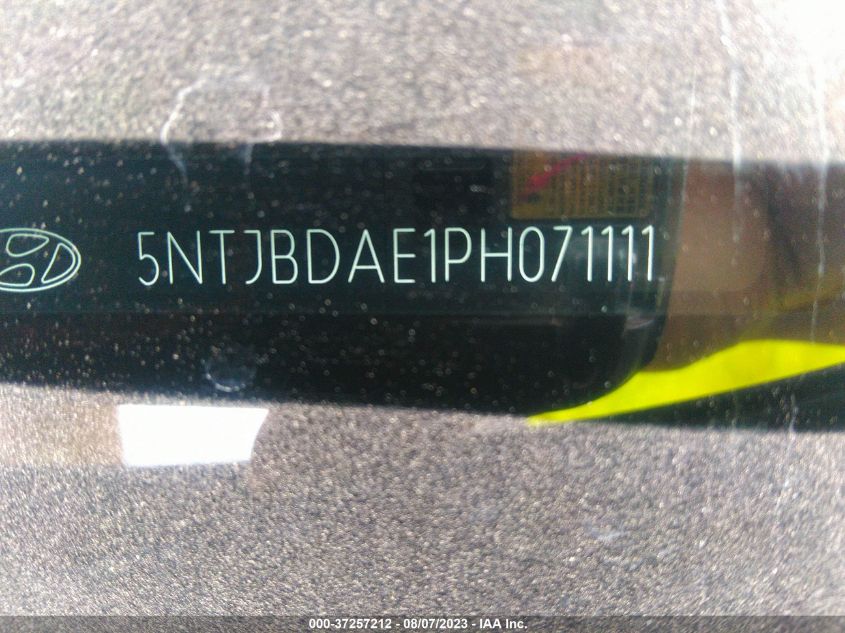 5NTJBDAE1PH071111
000-37257212 - 08/07/2023 - IAA Inc.